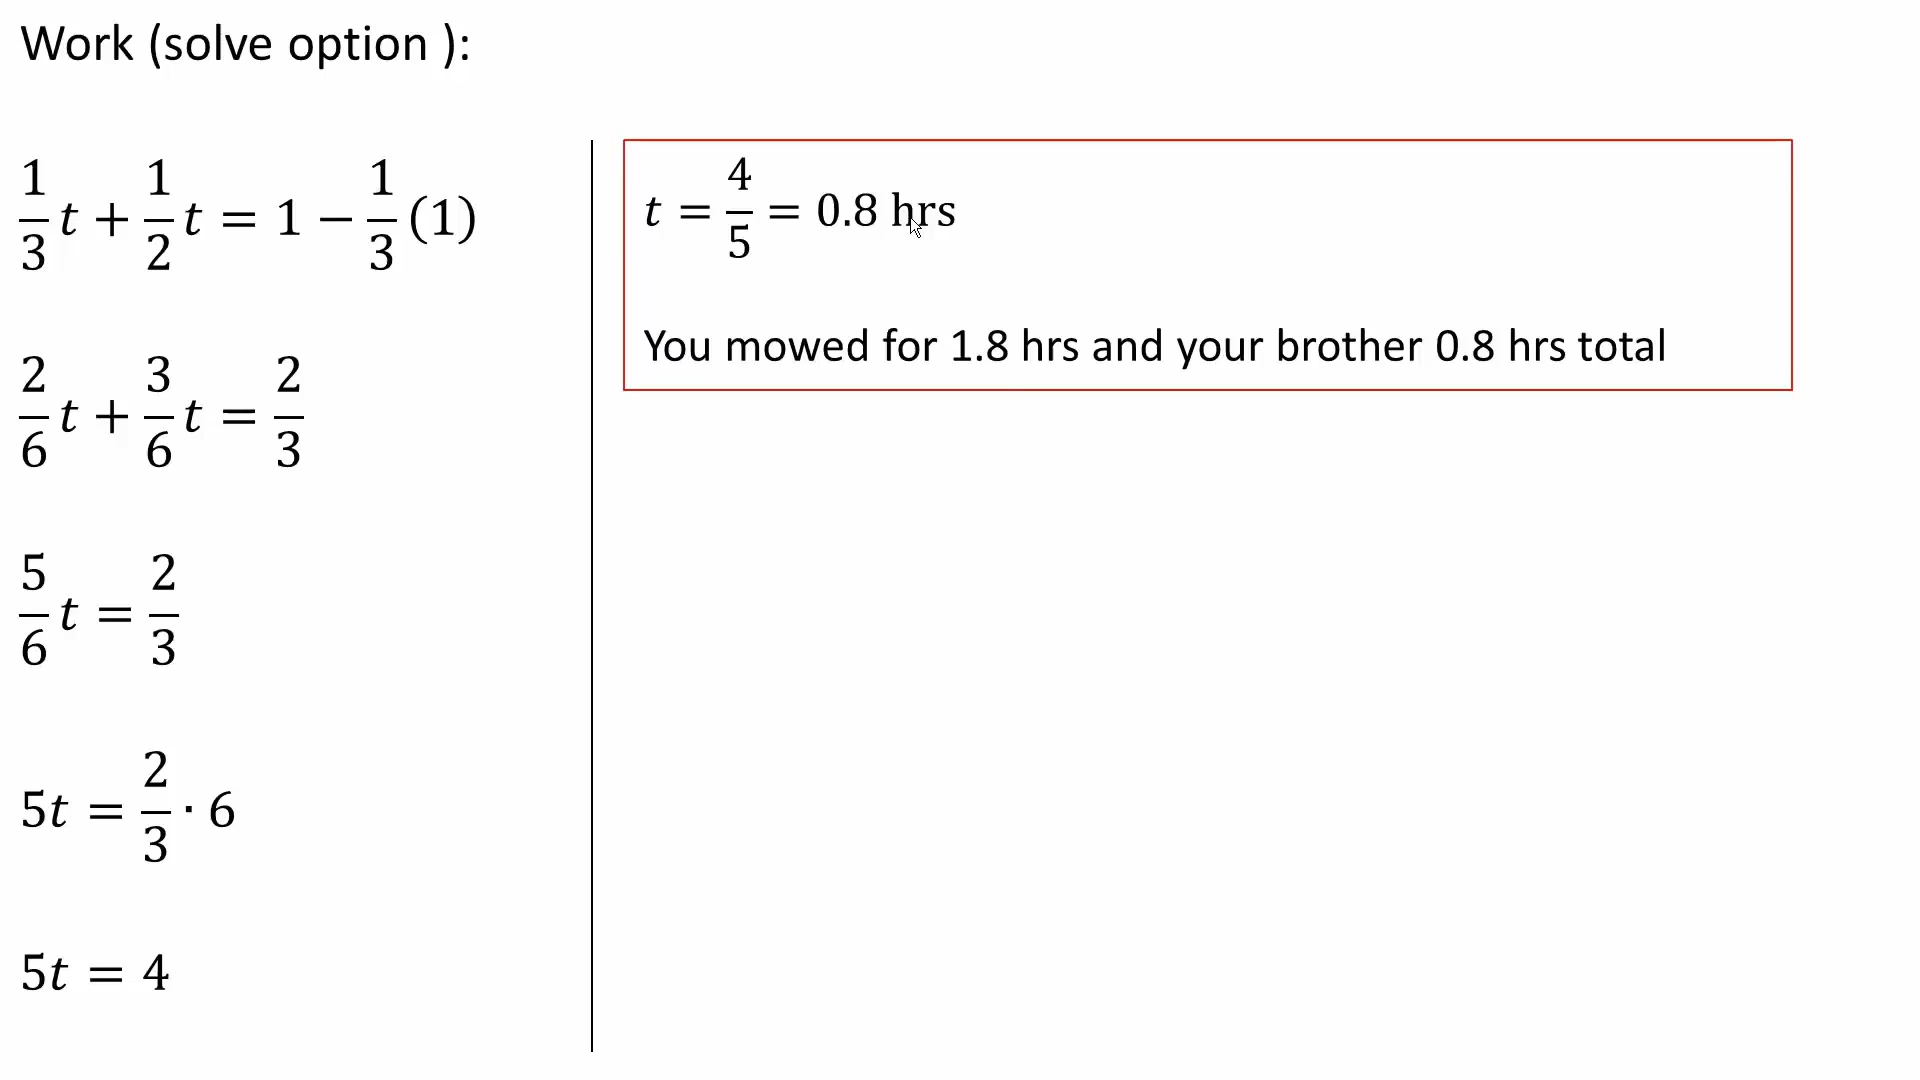 Work (solve option ):
1/3 t + 1/2 t = 1 − 1/3 (1)
2/6 t + 3/6 t = 2/3
5/6 t = 2/3
5t = 2/3 · 6
5t = 4
t = 4/5 = 0.8 hrs
You mowed for 1.8 hrs and your brother 0.8 hrs total